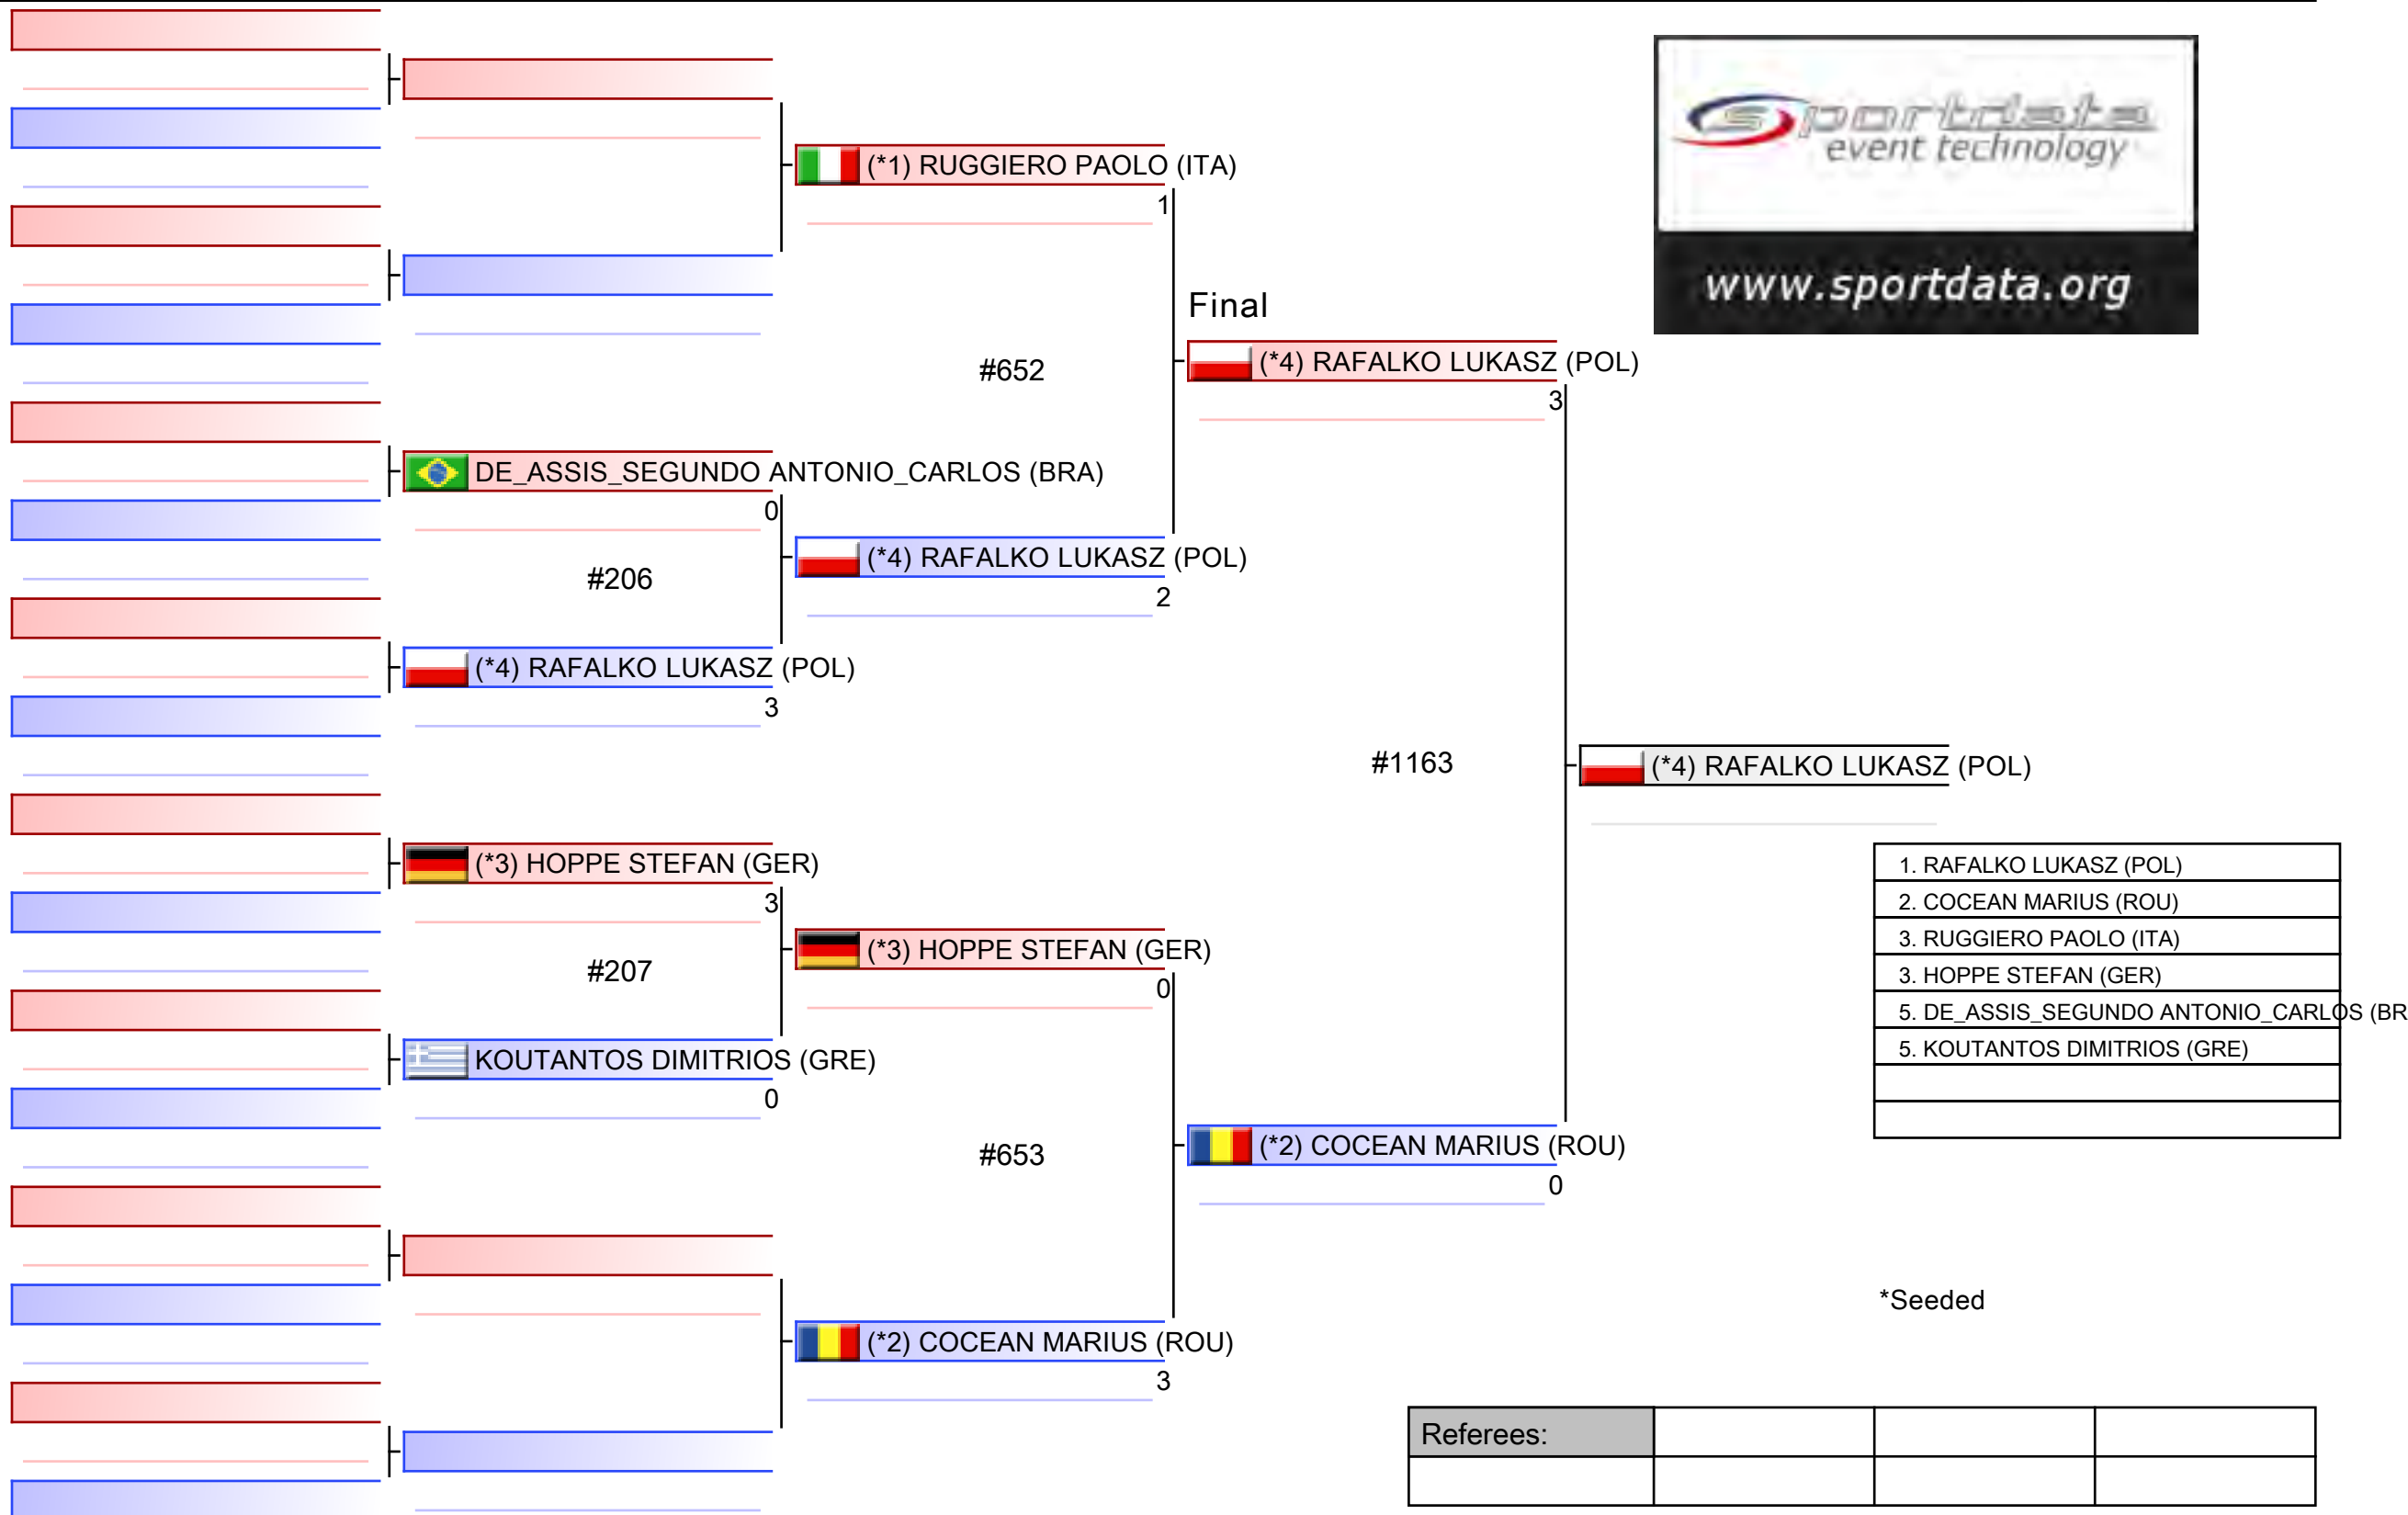 sportdata
event technology
www.sportdata.org
(*1) RUGGIERO PAOLO (ITA)
1
Final
#652
(*4) RAFALKO LUKASZ (POL)
3
DE_ASSIS_SEGUNDO ANTONIO_CARLOS (BRA)
0
#206
(*4) RAFALKO LUKASZ (POL)
2
(*4) RAFALKO LUKASZ (POL)
3
#1163
(*4) RAFALKO LUKASZ (POL)
(*3) HOPPE STEFAN (GER)
3
#207
(*3) HOPPE STEFAN (GER)
0
KOUTANTOS DIMITRIOS (GRE)
0
#653
(*2) COCEAN MARIUS (ROU)
0
(*2) COCEAN MARIUS (ROU)
3
1. RAFALKO LUKASZ (POL)
2. COCEAN MARIUS (ROU)
3. RUGGIERO PAOLO (ITA)
3. HOPPE STEFAN (GER)
5. DE_ASSIS_SEGUNDO ANTONIO_CARLOS (BR
5. KOUTANTOS DIMITRIOS (GRE)
*Seeded
Referees: